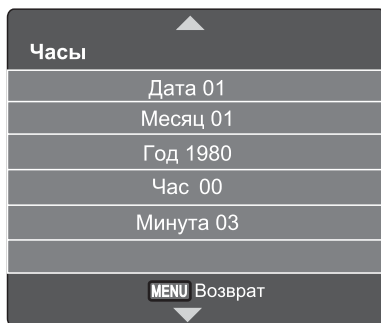 Часы
Дата 01
Месяц 01
Год 1980
Час 00
Минута 03
MENU Возврат